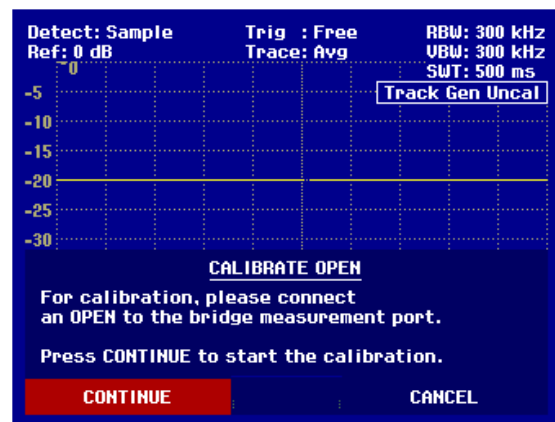 Detect: Sample Trig : Free RBW: 300 kHz
Ref: 0 dB Trace: Avg VBW: 300 kHz
SWT: 500 ms
Track Gen Uncal
0
-5
-10
-15
-20
-25
-30
CALIBRATE OPEN
For calibration, please connect
an OPEN to the bridge measurement port.
Press CONTINUE to start the calibration.
CONTINUE CANCEL